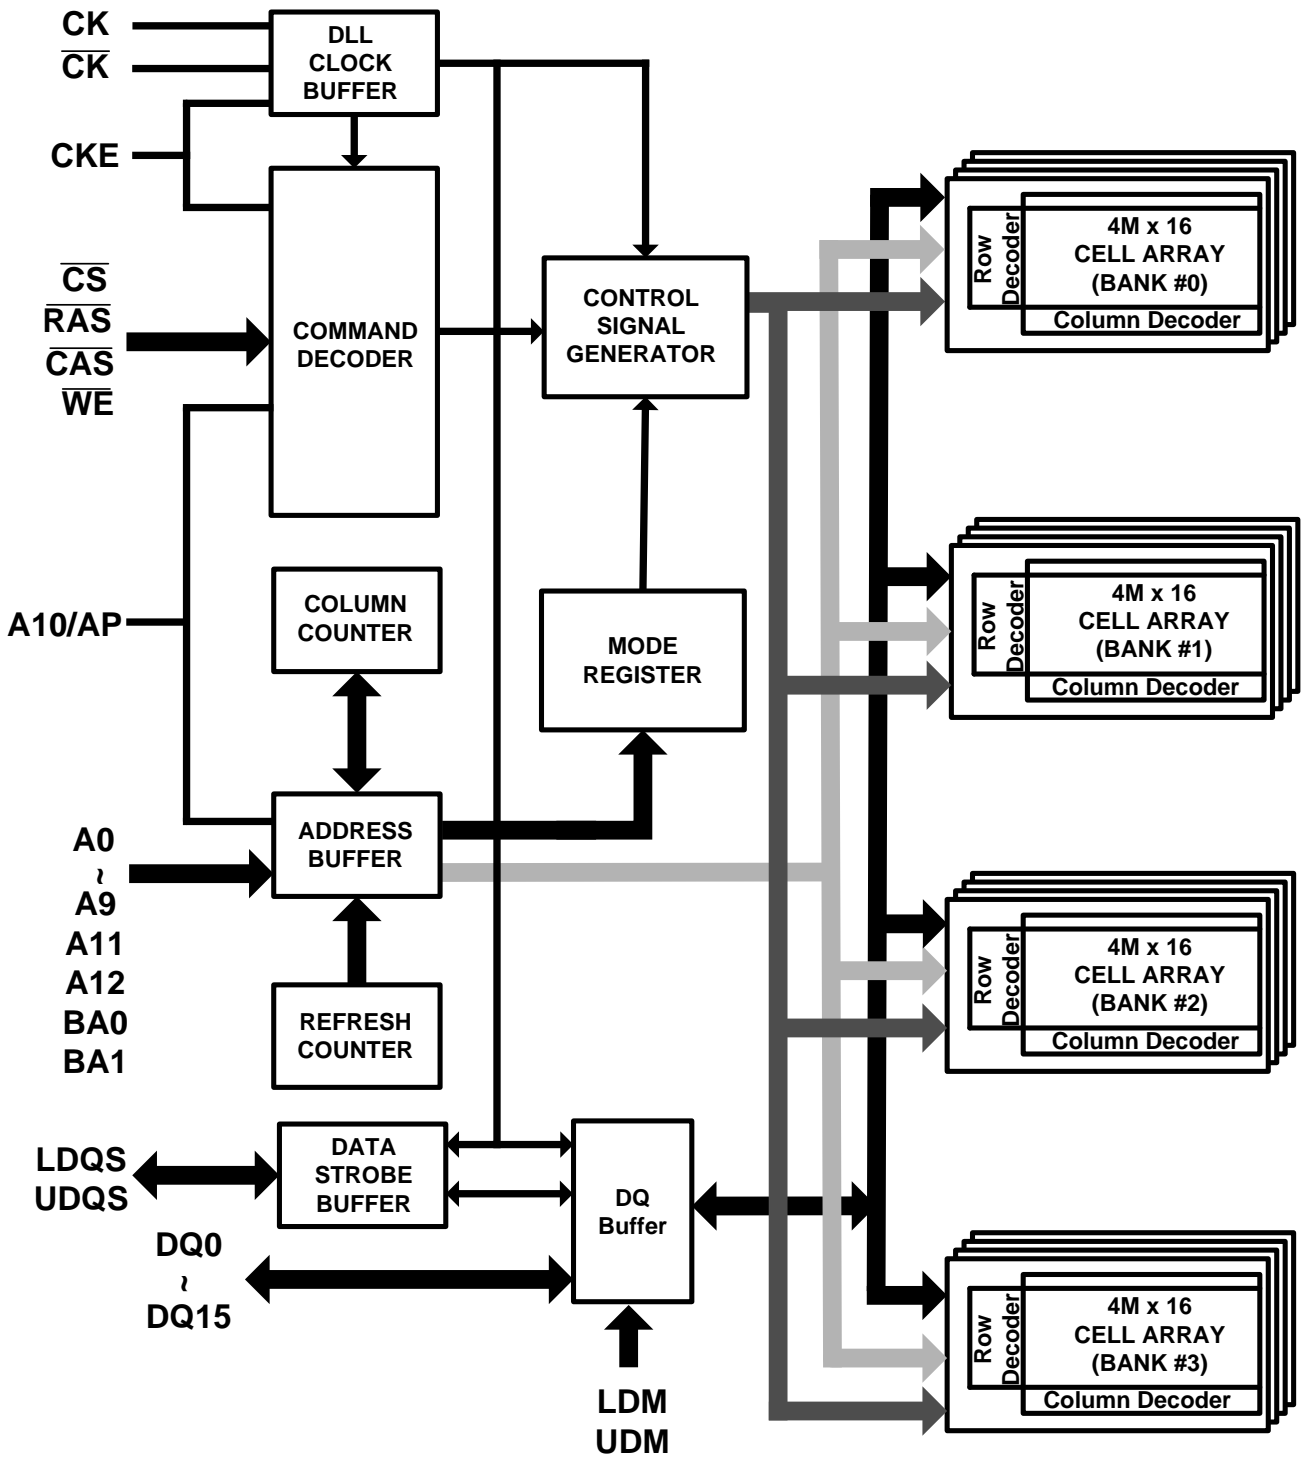 CK
CK
CKE
CS
RAS
CAS
WE
A10/AP
A0
~
A9
A11
A12
BA0
BA1
LDQS
UDQS
DQ0
~
DQ15
DLL
CLOCK
BUFFER
COMMAND
DECODER
COLUMN
COUNTER
ADDRESS
BUFFER
REFRESH
COUNTER
DATA
STROBE
BUFFER
CONTROL
SIGNAL
GENERATOR
MODE
REGISTER
DQ
Buffer
LDM
UDM
Row
Decoder
4M x 16
CELL ARRAY
(BANK #0)
Column Decoder
Row
Decoder
4M x 16
CELL ARRAY
(BANK #1)
Column Decoder
Row
Decoder
4M x 16
CELL ARRAY
(BANK #2)
Column Decoder
Row
Decoder
4M x 16
CELL ARRAY
(BANK #3)
Column Decoder